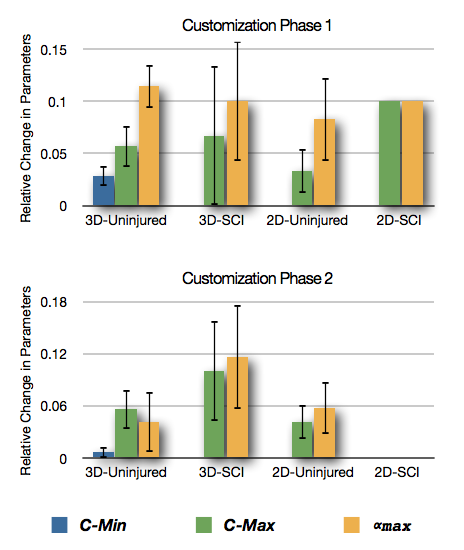 Customization Phase 1
Relative Change in Parameters
0.15
0.1
0.05
0
3D-Uninjured 3D-SCI 2D-Uninjured 2D-SCI
Customization Phase 2
Relative Change in Parameters
0.18
0.12
0.06
0
3D-Uninjured 3D-SCI 2D-Uninjured 2D-SCI
C-Min C-Max αmax